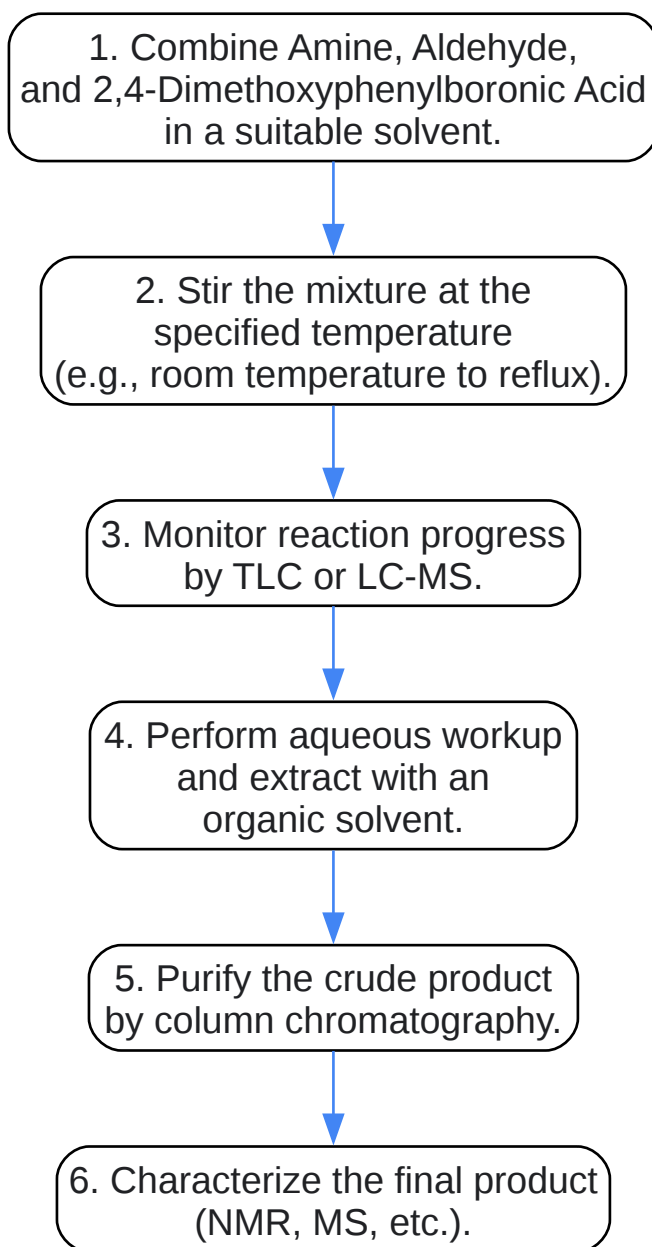 1. Combine Amine, Aldehyde,
and 2,4-Dimethoxyphenylboronic Acid
in a suitable solvent.
2. Stir the mixture at the
specified temperature
(e.g., room temperature to reflux).
3. Monitor reaction progress
by TLC or LC-MS.
4. Perform aqueous workup
and extract with an
organic solvent.
5. Purify the crude product
by column chromatography.
6. Characterize the final product
(NMR, MS, etc.).